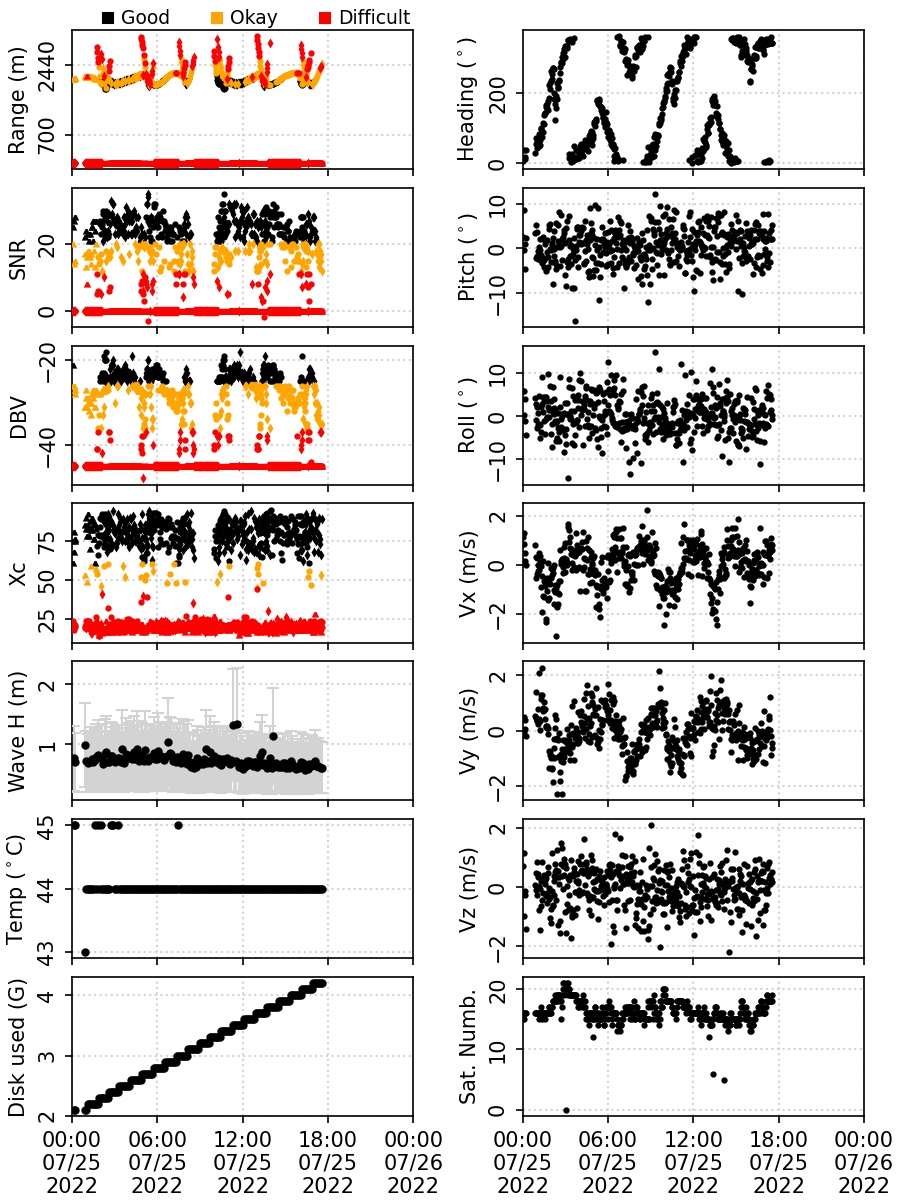 Good Okay Difficult
Range (m)
2440
700
Heading (°)
200
0
SNR
20
0
Pitch (°)
10
0
−10
DBV
−20
−40
Roll (°)
10
0
−10
Xc
75
50
25
Vx (m/s)
2
0
−2
Wave H (m)
2
1
Vy (m/s)
2
0
−2
Temp (°C)
45
44
43
Vz (m/s)
2
0
−2
Disk used (G)
4
3
2
Sat. Numb.
20
10
0
00:00 06:00 12:00 18:00 00:00
07/25 07/25 07/25 07/25 07/26
2022 2022 2022 2022 2022
00:00 06:00 12:00 18:00 00:00
07/25 07/25 07/25 07/25 07/26
2022 2022 2022 2022 2022